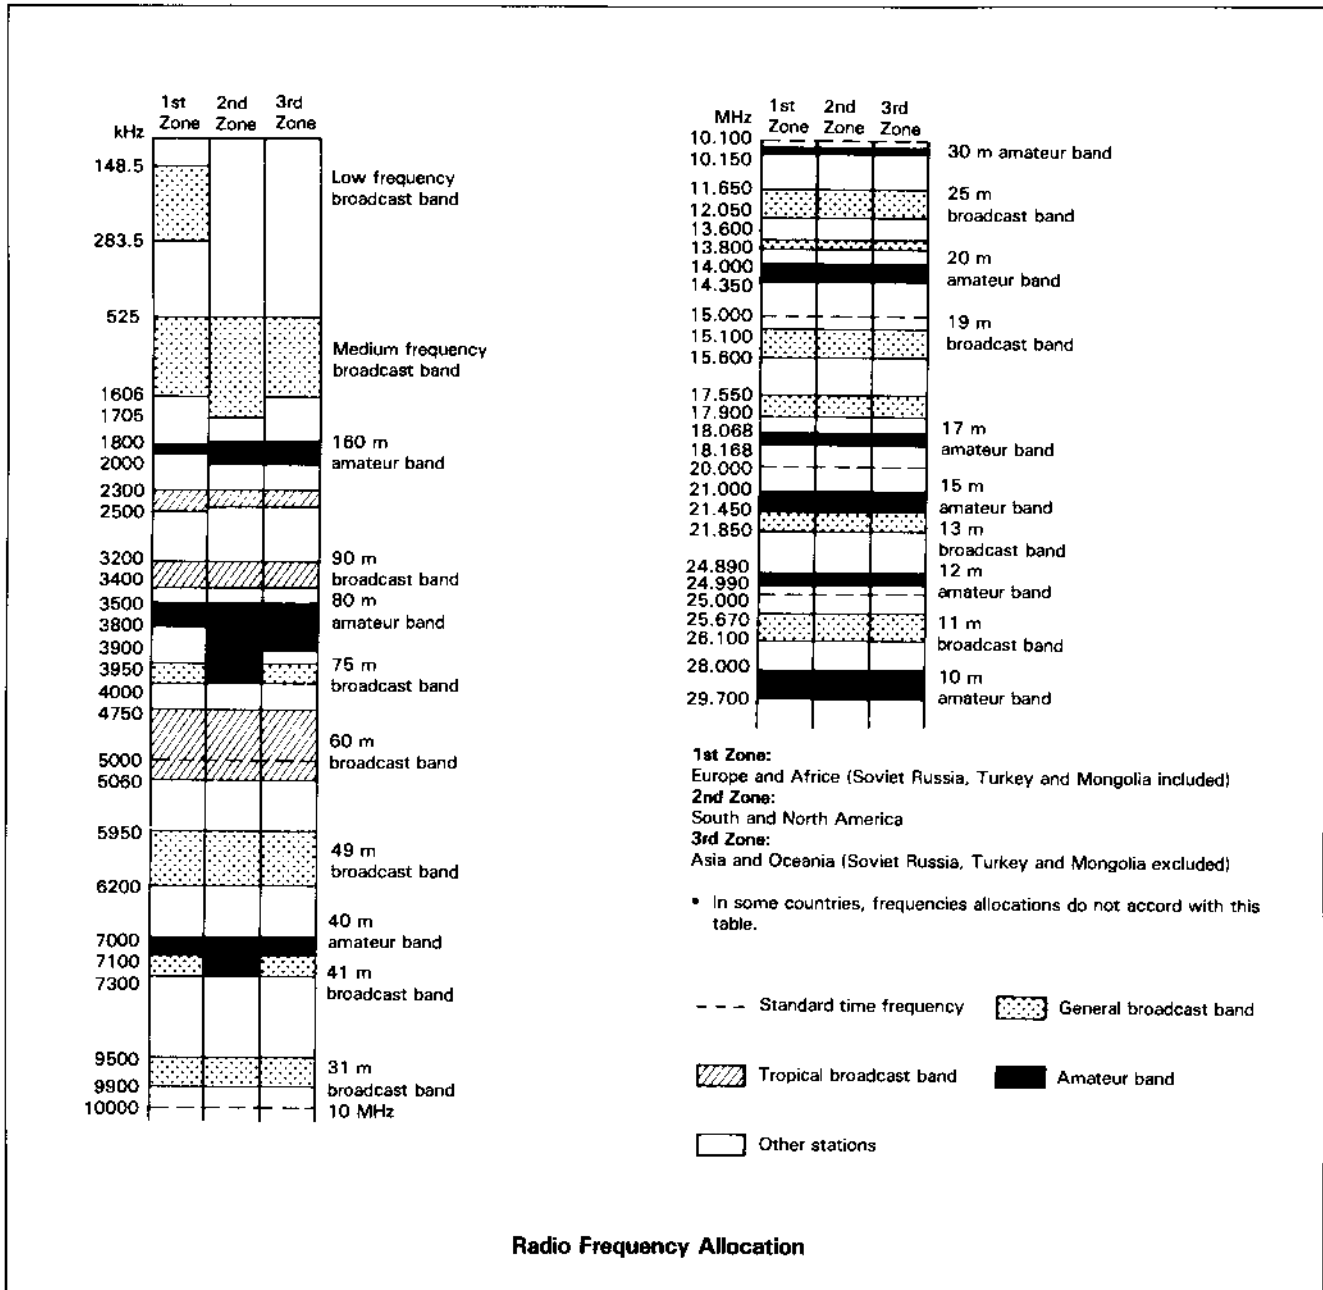 1st 2nd 3rd
kHz Zone Zone Zone
148.5
Low frequency
broadcast band
283.5
525
Medium frequency
broadcast band
1606
1705
1800
160 m
2000
amateur band
2300
2500
3200
90 m
3400
broadcast band
3500
80 m
3800
amateur band
3900
3950
75 m
4000
broadcast band
4750
60 m
5000
broadcast band
5060
5950
49 m
broadcast band
6200
40 m
7000
amateur band
7100
41 m
7300
broadcast band
9500
31 m
9900
broadcast band
10000
10 MHz
1st 2nd 3rd
MHz Zone Zone Zone
10.100
30 m amateur band
10.150
11.650
25 m
12.050
broadcast band
13.600
13.800
20 m
14.000
amateur band
14.350
15.000
19 m
15.100
broadcast band
15.600
17.550
17.900
18.068
17 m
18.168
amateur band
20.000
21.000
15 m
21.450
amateur band
21.850
13 m
broadcast band
24.890
12 m
24.990
amateur band
25.000
25.670
11 m
26.100
broadcast band
28.000
10 m
29.700
amateur band
1st Zone:
Europe and Africe (Soviet Russia, Turkey and Mongolia included)
2nd Zone:
South and North America
3rd Zone:
Asia and Oceania (Soviet Russia, Turkey and Mongolia excluded)
• In some countries, frequencies allocations do not accord with this
table.
Standard time frequency
General broadcast band
Tropical broadcast band
Amateur band
Other stations
Radio Frequency Allocation